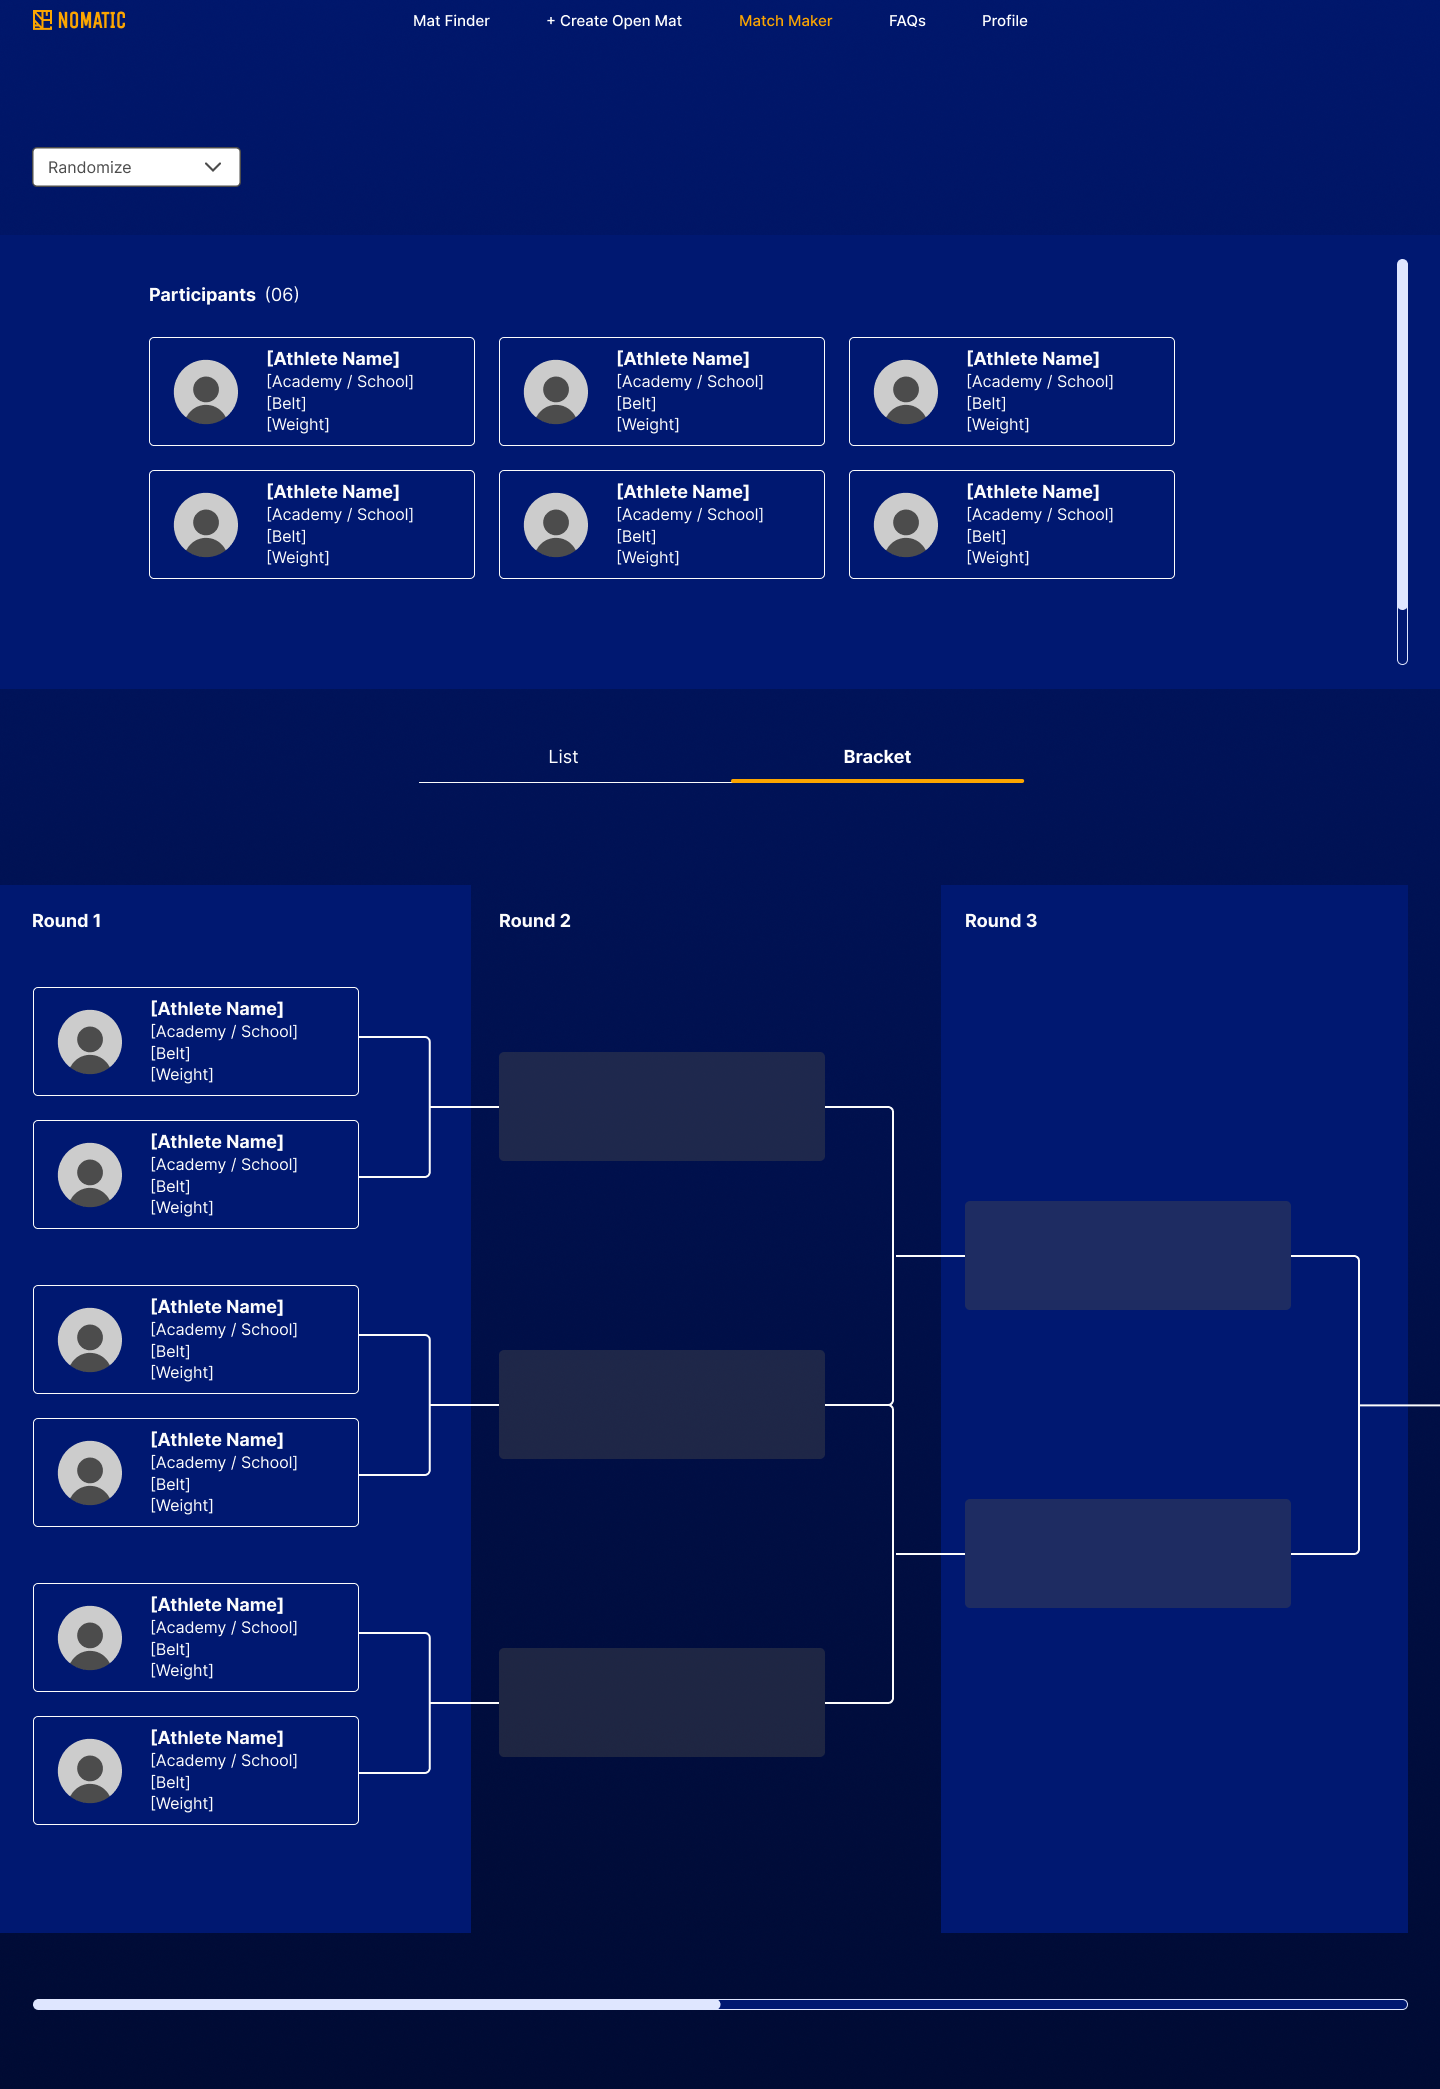 NOMATIC
Mat Finder
+ Create Open Mat
Match Maker
FAQs
Profile
Randomize
Participants (06)
[Athlete Name]
[Academy / School]
[Belt]
[Weight]
[Athlete Name]
[Academy / School]
[Belt]
[Weight]
[Athlete Name]
[Academy / School]
[Belt]
[Weight]
[Athlete Name]
[Academy / School]
[Belt]
[Weight]
[Athlete Name]
[Academy / School]
[Belt]
[Weight]
[Athlete Name]
[Academy / School]
[Belt]
[Weight]
List
Bracket
Round 1
Round 2
Round 3
[Athlete Name]
[Academy / School]
[Belt]
[Weight]
[Athlete Name]
[Academy / School]
[Belt]
[Weight]
[Athlete Name]
[Academy / School]
[Belt]
[Weight]
[Athlete Name]
[Academy / School]
[Belt]
[Weight]
[Athlete Name]
[Academy / School]
[Belt]
[Weight]
[Athlete Name]
[Academy / School]
[Belt]
[Weight]